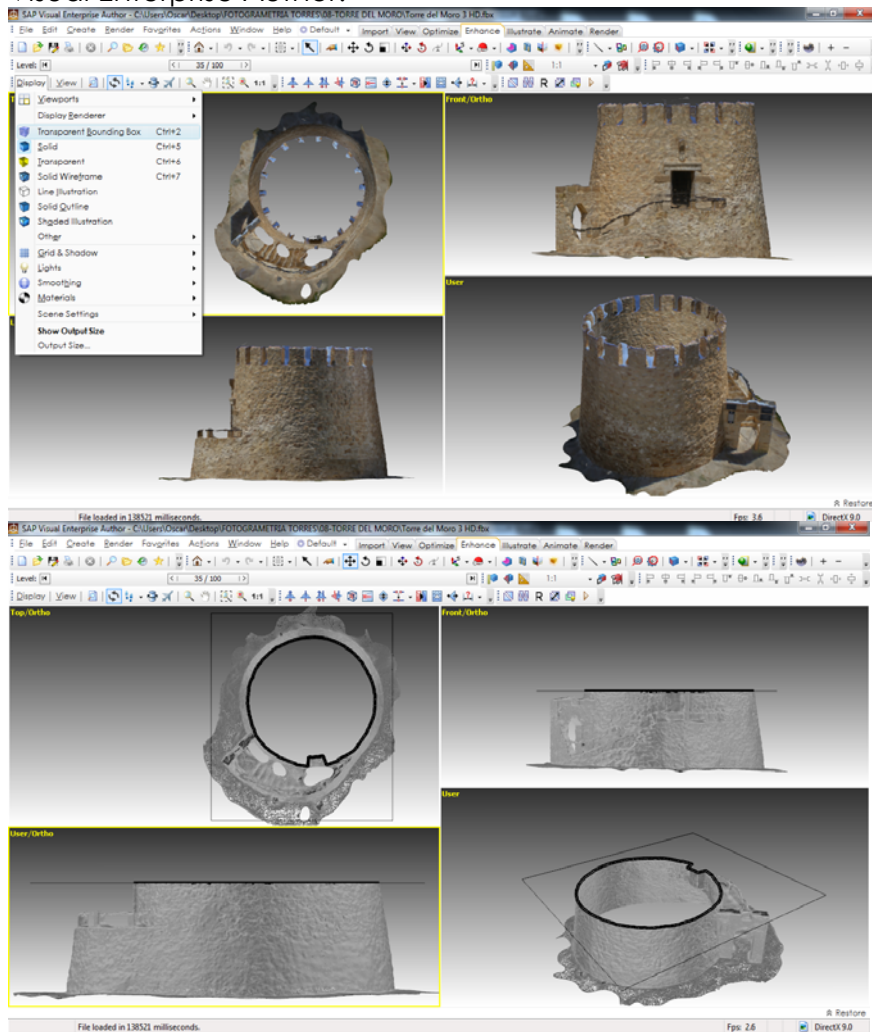 Visual Enterprise Author.
SAP Visual Enterprise Author - C:\Users\Oscar\Desktop\FOTOGRAMETRIA TORRES\08-TORRE DEL MORO\Torre del Moro 3 HD.fbx
File Edit Create Render Favorites Actions Window Help Default Import View Optimize Enhance Illustrate Animate Render
Level: 35 / 100 1:1
Display View 1:1 R
Viewports
Display Renderer
Transparent Bounding Box Ctrl+2
Solid Ctrl+5
Transparent Ctrl+6
Solid Wireframe Ctrl+7
Line Illustration
Solid Outline
Shaded Illustration
Other
Grid & Shadow
Lights
Smoothing
Materials
Scene Settings
Show Output Size
Output Size...
Front/Ortho
User
Restore
File loaded in 138521 milliseconds. Fps: 3.6 DirectX 9.0
SAP Visual Enterprise Author - C:\Users\Oscar\Desktop\FOTOGRAMETRIA TORRES\08-TORRE DEL MORO\Torre del Moro 3 HD.fbx
File Edit Create Render Favorites Actions Window Help Default Import View Optimize Enhance Illustrate Animate Render
Level: 35 / 100 1:1
Display View 1:1 R
Top/Ortho
Front/Ortho
User/Ortho
User
Restore
File loaded in 138521 milliseconds. Fps: 2.6 DirectX 9.0